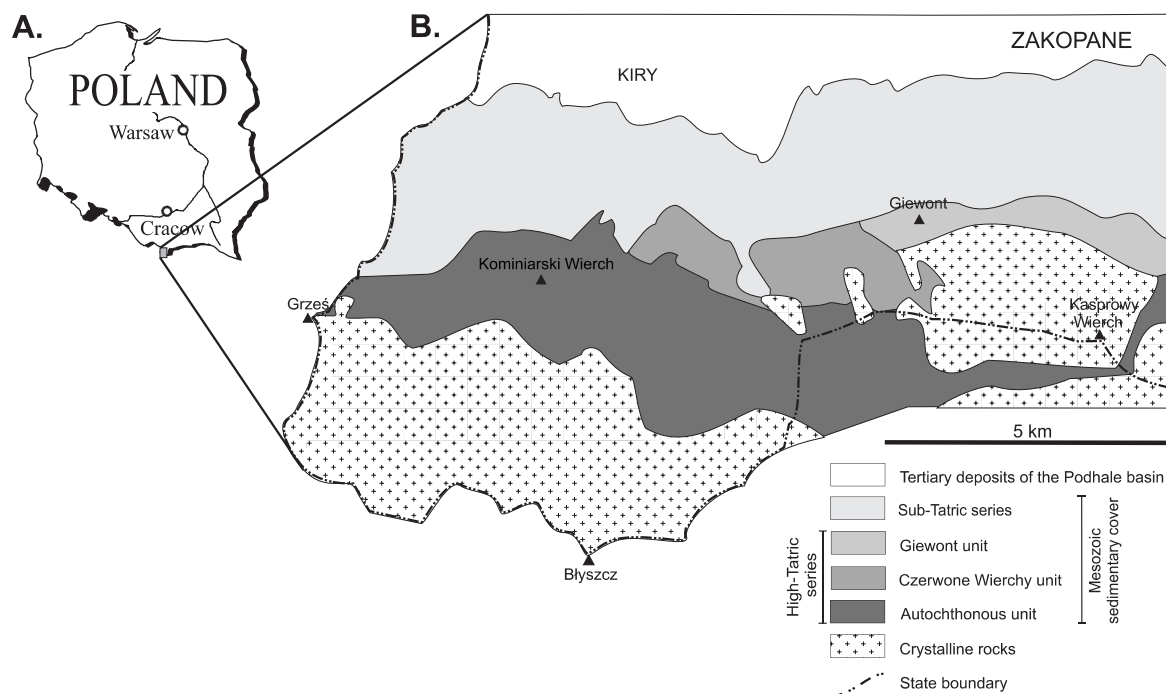 A.
POLAND
Warsaw
Cracow
B.
ZAKOPANE
KIRY
Giewont
Kominiarski Wierch
Grześ
Kasprowy
Wierch
Błyszcz
5 km
Tertiary deposits of the Podhale basin
Sub-Tatric series
Giewont unit
Czerwone Wierchy unit
Autochthonous unit
Crystalline rocks
State boundary
High-Tatric
series
Mesozoic
sedimentary cover